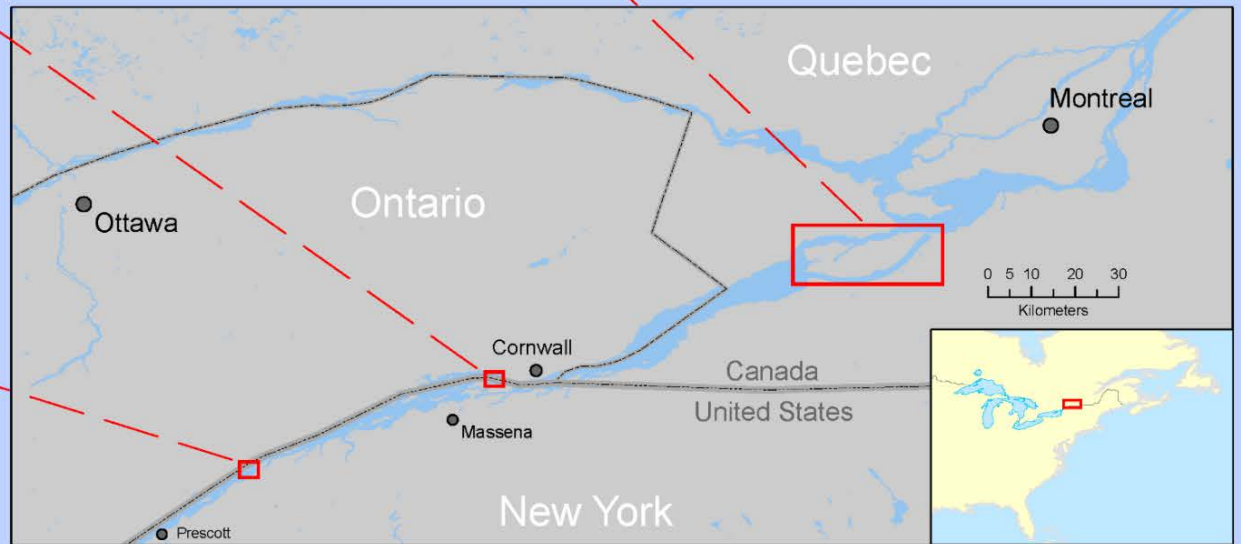 Quebec
Montreal
Ontario
Ottawa
0 5 10 20 30
Kilometers
Cornwall
Canada
United States
Massena
New York
Prescott